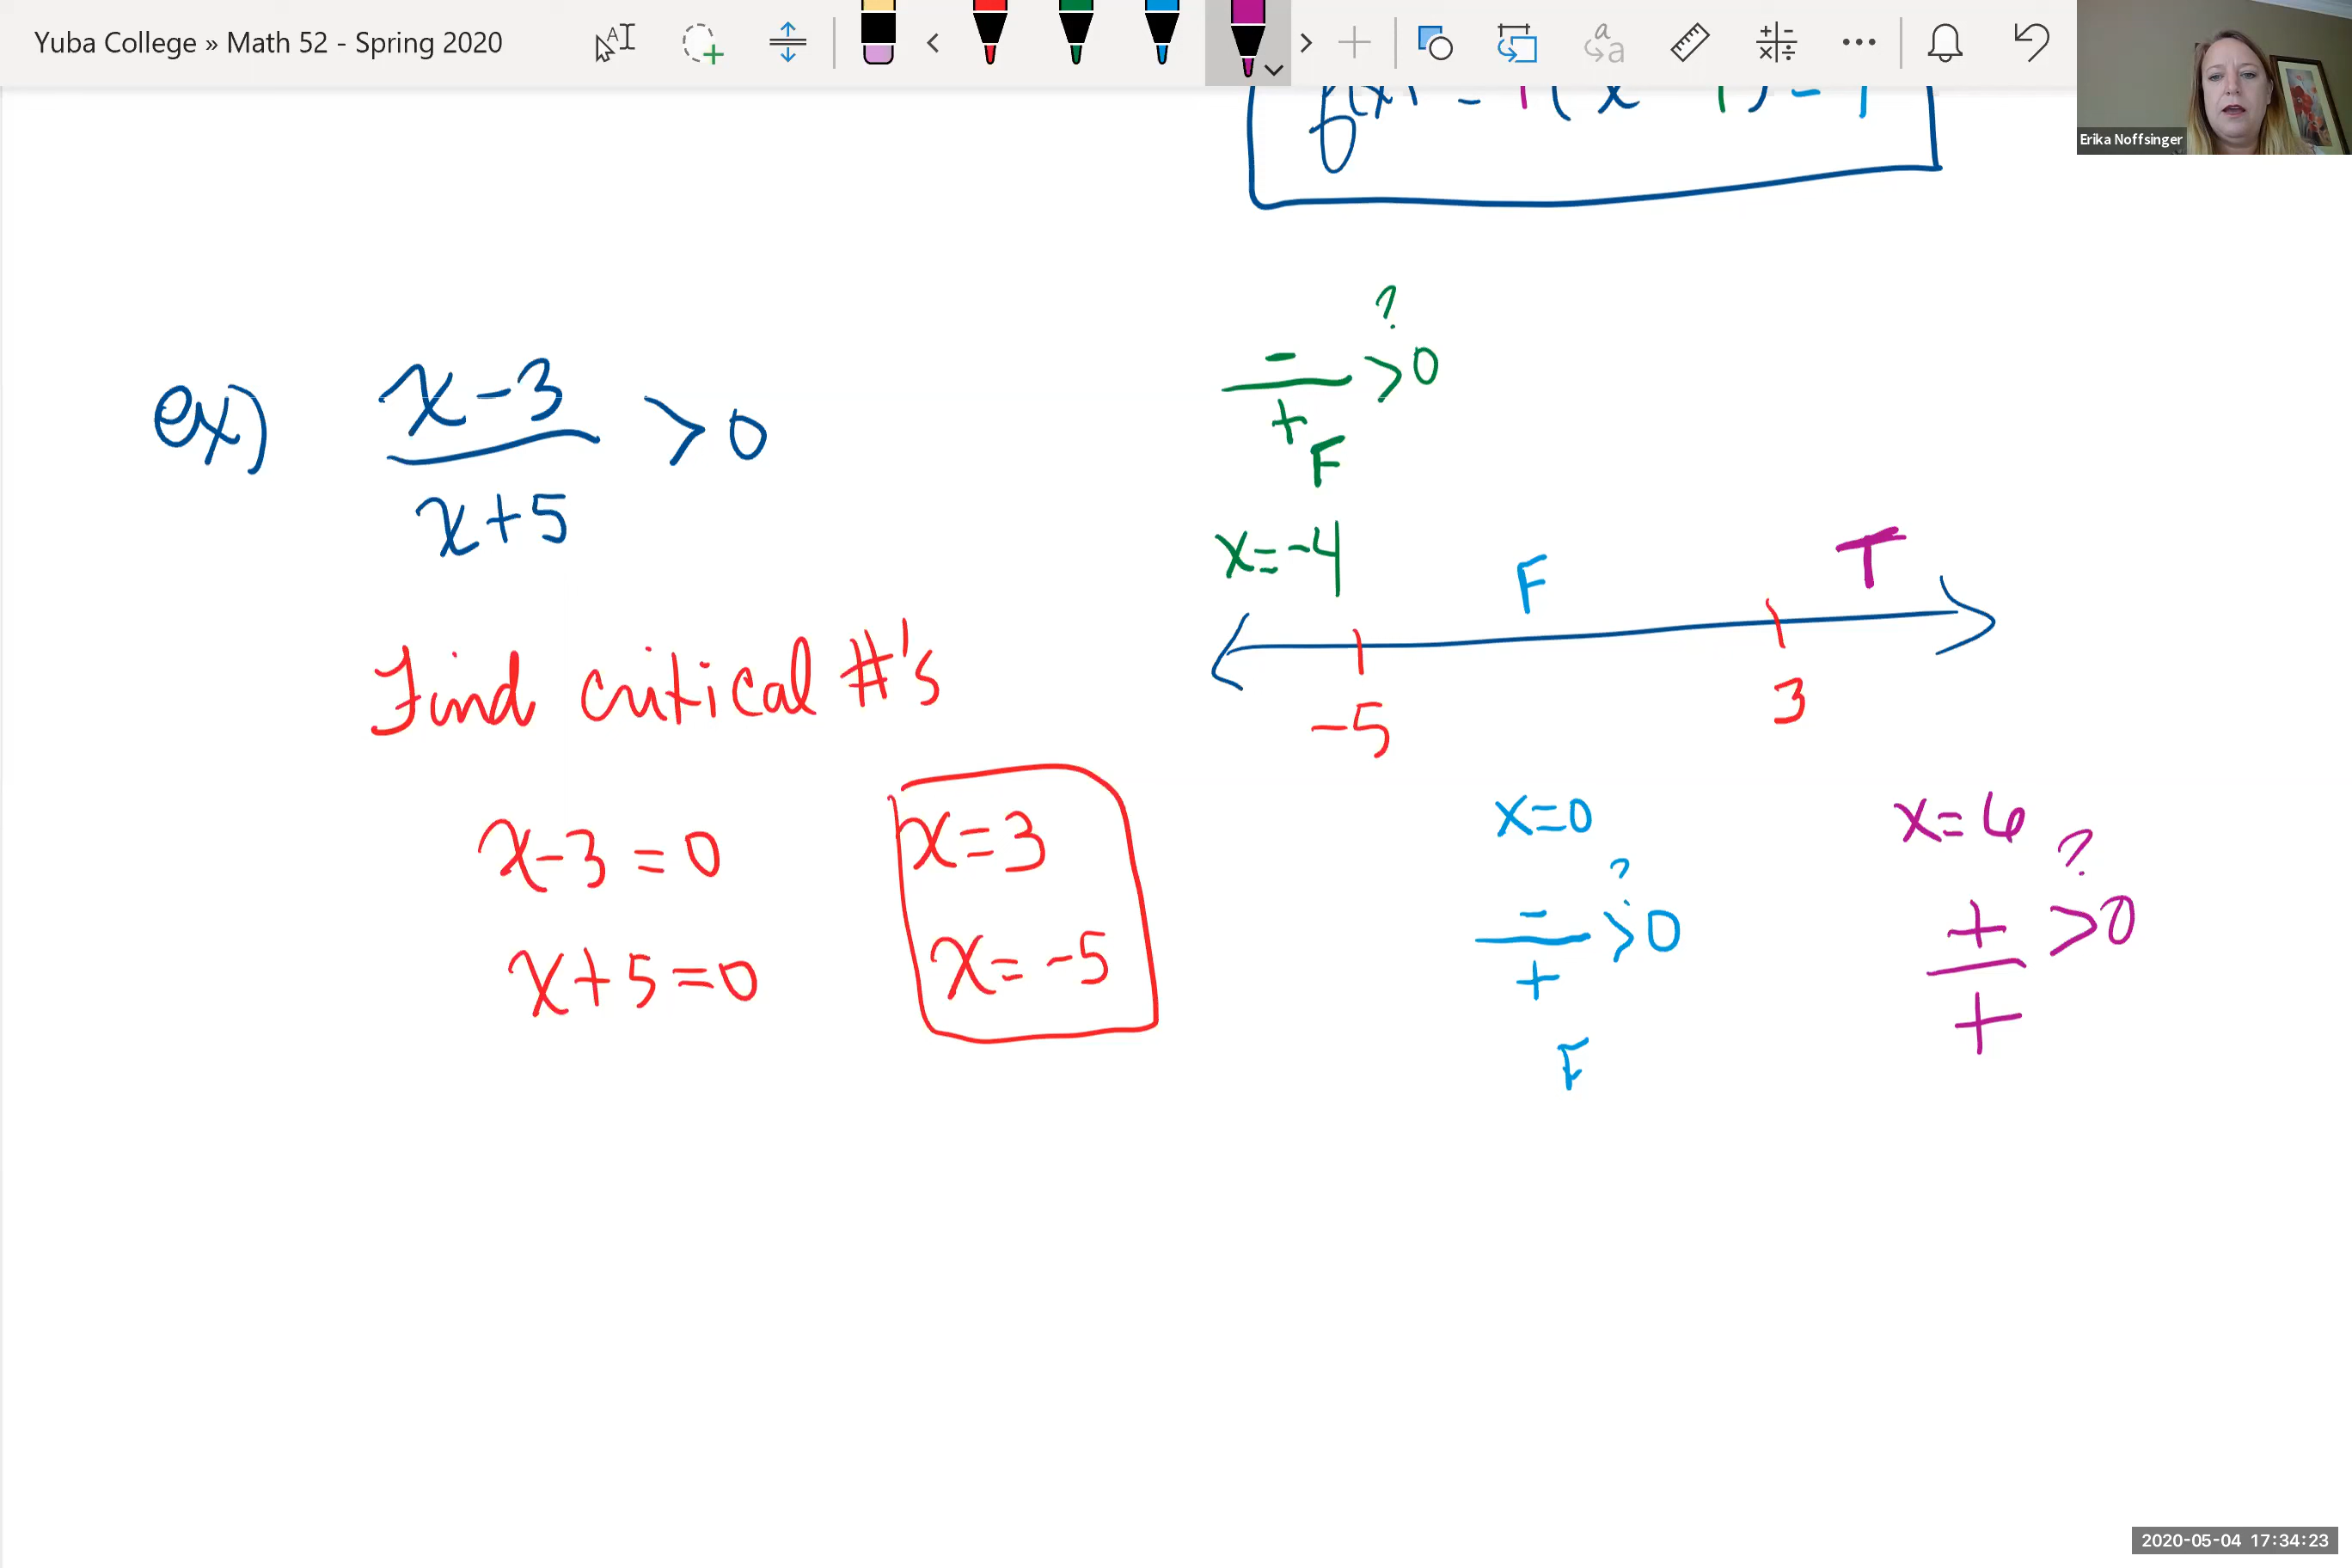 Yuba College » Math 52 - Spring 2020
Erika Noffsinger
ex) x-3 / x+5 > 0
Find critical #'s
x-3=0 x=3
x+5=0 x=-5
- / + > 0 ?
F
x=-4
F T
-5 3
x=0
- / + > 0 ?
F
x=6
+ / + > 0 ?
2020-05-04 17:34:23